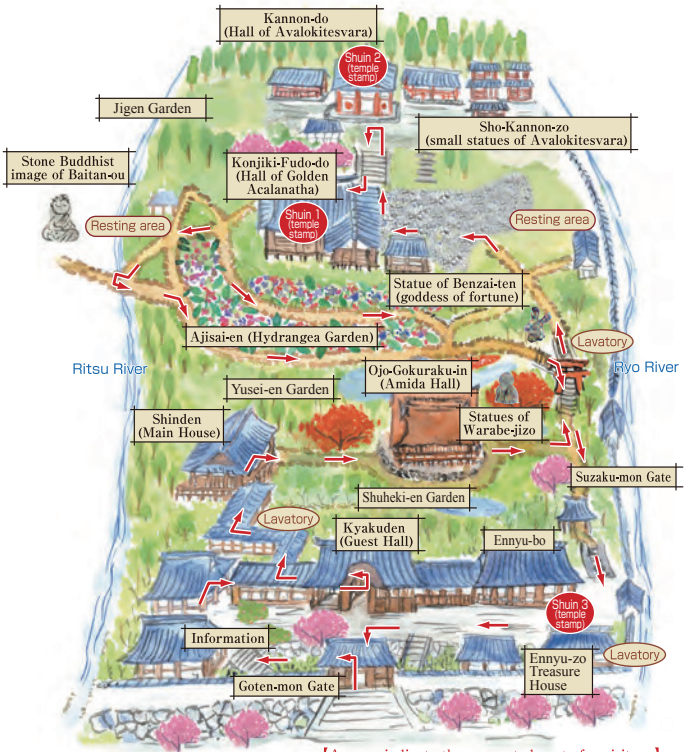 Kannon-do
(Hall of Avalokitesvara)
Shuin 2
(temple
stamp)
Jigen Garden
Sho-Kannon-zo
(small statues of Avalokitesvara)
Stone Buddhist
image of Baitan-ou
Konjiki-Fudo-do
(Hall of Golden
Acalanatha)
Resting area
Shuin 1
(temple
stamp)
Resting area
Statue of Benzai-ten
(goddess of fortune)
Ajisai-en (Hydrangea Garden)
Lavatory
Ritsu River
Ojo-Gokuraku-in
(Amida Hall)
Ryo River
Yusei-en Garden
Shinden
(Main House)
Statues of
Warabe-jizo
Suzaku-mon Gate
Shuheki-en Garden
Lavatory
Kyakuden
(Guest Hall)
Ennyu-bo
Shuin 3
(temple
stamp)
Information
Lavatory
Ennyu-zo
Treasure
House
Goten-mon Gate